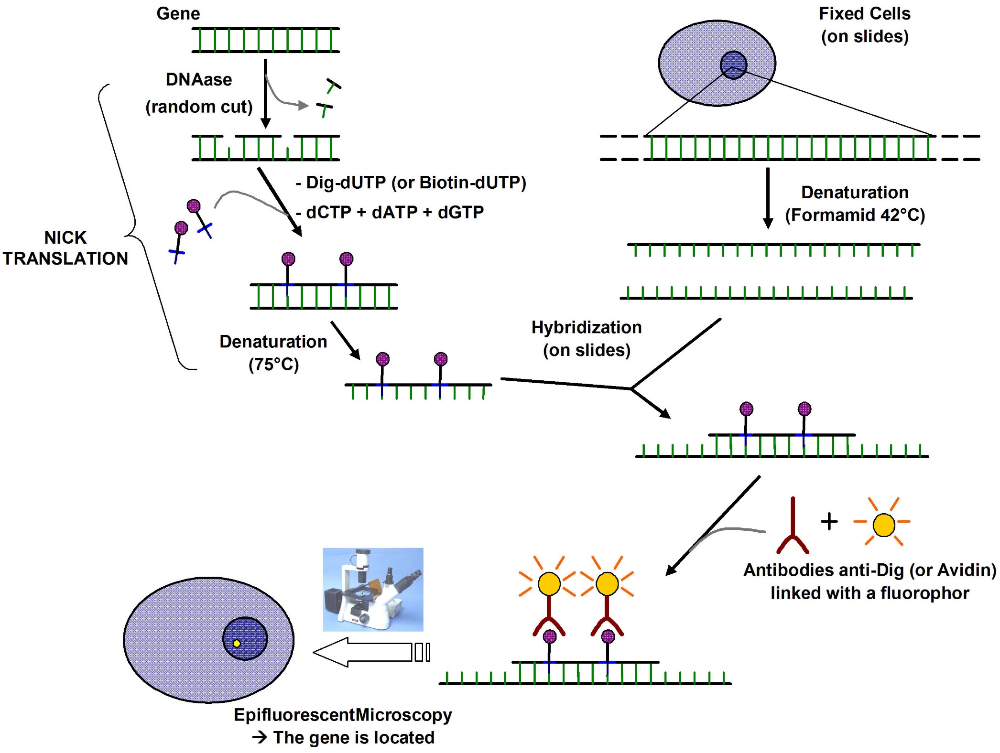 Gene
DNAase
(random cut)
- Dig-dUTP (or Biotin-dUTP)
- dCTP + dATP + dGTP
NICK
TRANSLATION
Denaturation
(75°C)
Fixed Cells
(on slides)
Denaturation
(Formamid 42°C)
Hybridization
(on slides)
+
Antibodies anti-Dig (or Avidin)
linked with a fluorophor
EpifluorescentMicroscopy
→ The gene is located